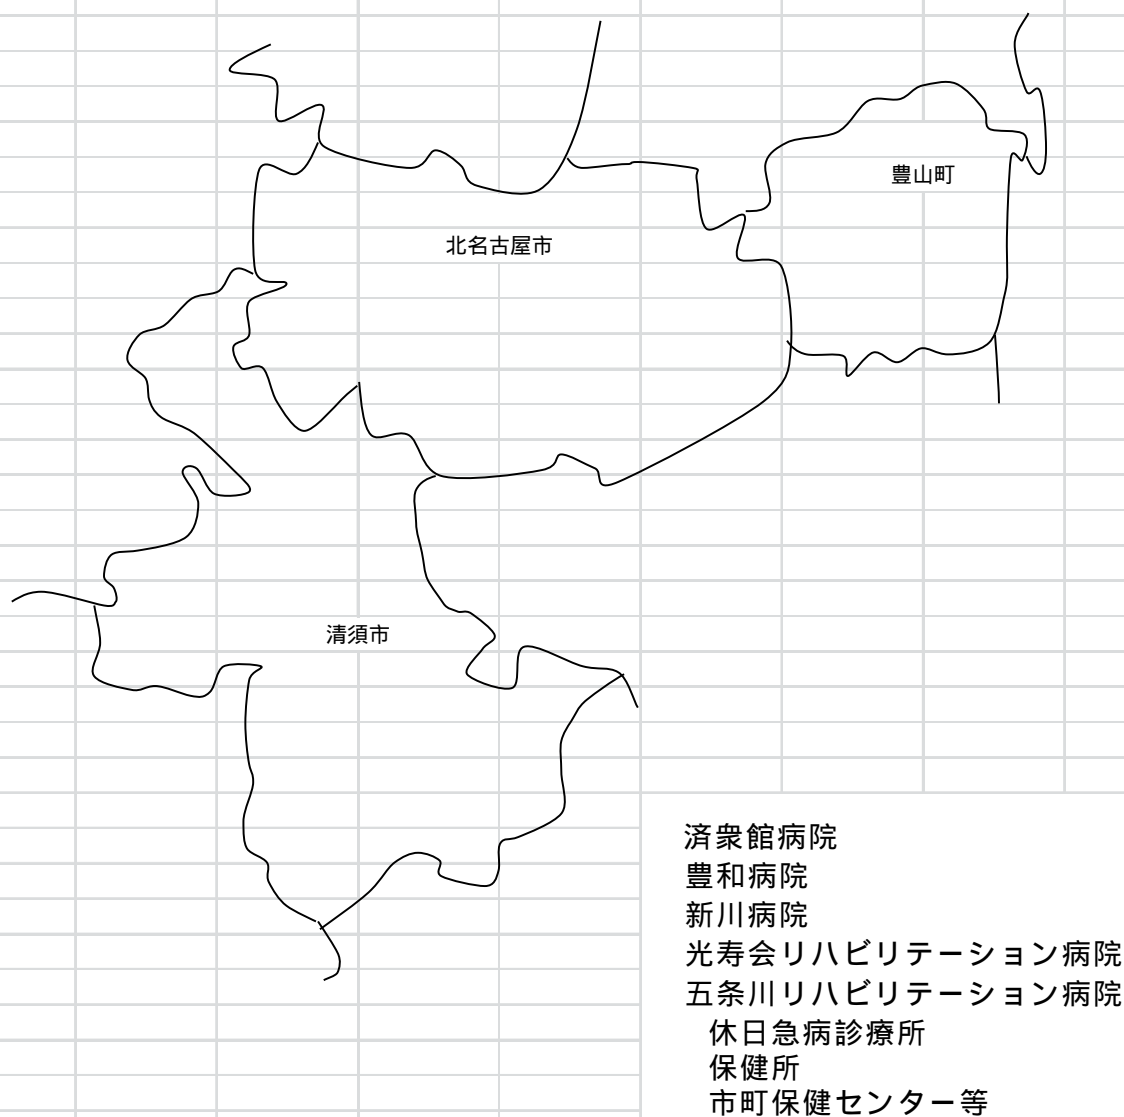 豊山町
北名古屋市
清須市
済衆館病院
豊和病院
新川病院
光寿会リハビリテーション病院
五条川リハビリテーション病院
休日急病診療所
保健所
市町保健センター等